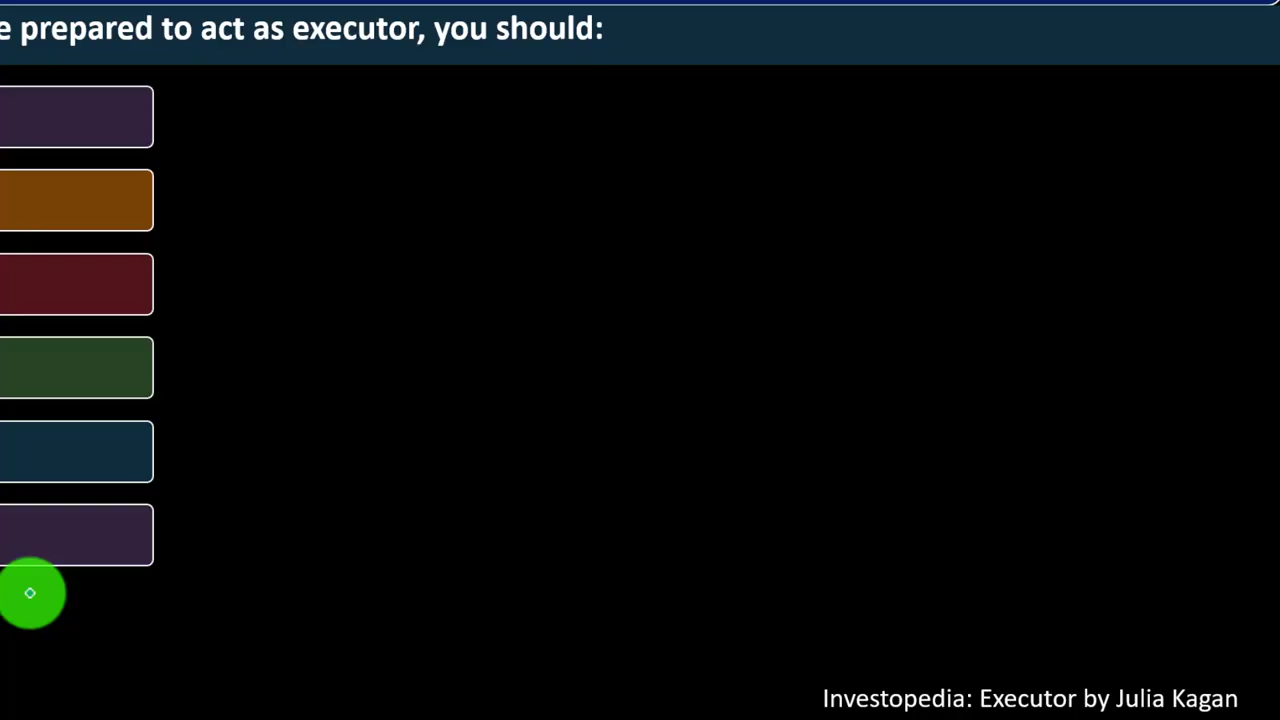 e prepared to act as executor, you should:
Investopedia: Executor by Julia Kagan